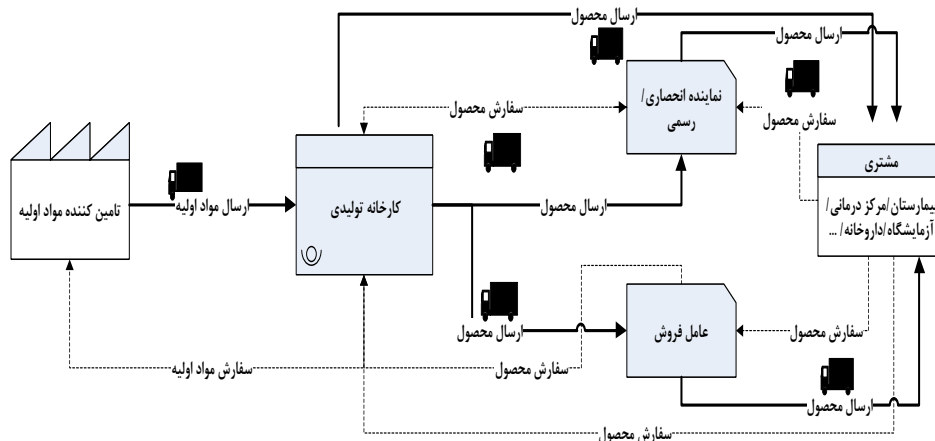 ارسال محصول
ارسال محصول
نماینده انحصاری/
رسمی
سفارش محصول
سفارش محصول
مشتری
بیمارستان/مرکز درمانی/
آزمایشگاه/داروخانه/ ...
کارخانه تولیدی
تامین کننده مواد اولیه
ارسال مواد اولیه
ارسال محصول
ارسال محصول
عامل فروش
سفارش محصول
سفارش محصول
سفارش مواد اولیه
ارسال محصول
سفارش محصول